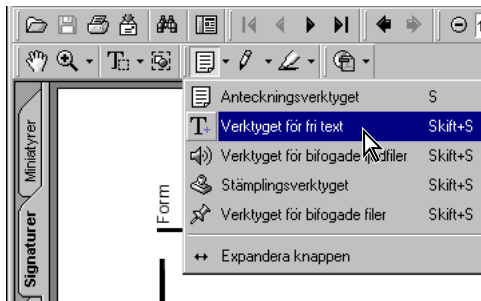 Anteckningsverktyget S
Verktyget för fri text Skift+S
Verktyget för bifogade filer Skift+S
Stämplingsverktyget Skift+S
Verktyget för bifogade filer Skift+S
Expandera knappen
Miniatyrer
Signaturer
Form